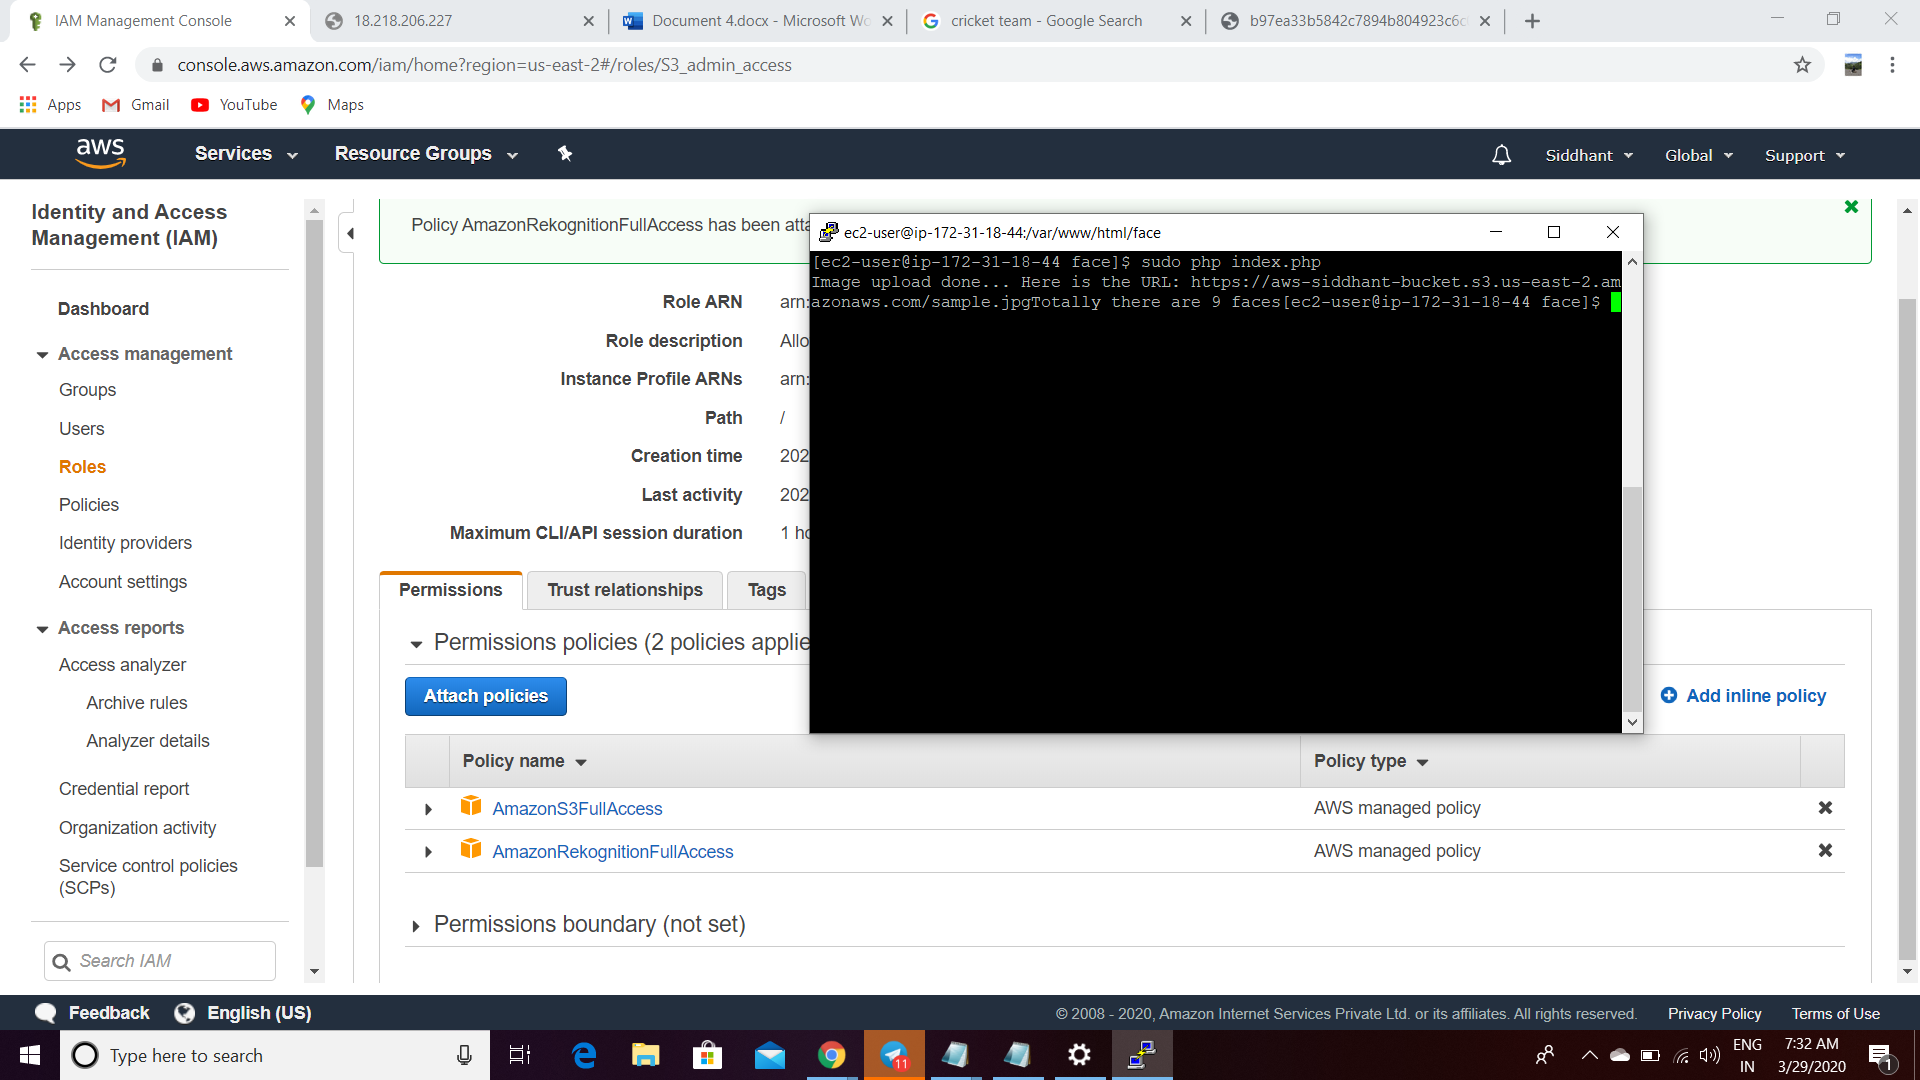 IAM Management Console
18.218.206.227
Document 4.docx - Microsoft Wo
cricket team - Google Search
b97ea33b5842c7894b804923c6c
console.aws.amazon.com/iam/home?region=us-east-2#/roles/S3_admin_access
Apps
Gmail
YouTube
Maps
aws
Services
Resource Groups
Siddhant
Global
Support
Identity and Access
Management (IAM)
Dashboard
Access management
Groups
Users
Roles
Policies
Identity providers
Account settings
Access reports
Access analyzer
Archive rules
Analyzer details
Credential report
Organization activity
Service control policies
(SCPs)
Search IAM
Policy AmazonRekognitionFullAccess has been atta
Role ARN arn:
Role description Allo
Instance Profile ARNs arn:
Path /
Creation time 202
Last activity 202
Maximum CLI/API session duration 1 ho
Permissions
Trust relationships
Tags
Permissions policies (2 policies applie
Attach policies
Add inline policy
Policy name
Policy type
AmazonS3FullAccess
AWS managed policy
AmazonRekognitionFullAccess
AWS managed policy
Permissions boundary (not set)
ec2-user@ip-172-31-18-44:/var/www/html/face
[ec2-user@ip-172-31-18-44 face]$ sudo php index.php
Image upload done... Here is the URL: https://aws-siddhant-bucket.s3.us-east-2.am
azonaws.com/sample.jpgTotally there are 9 faces[ec2-user@ip-172-31-18-44 face]$
Feedback
English (US)
© 2008 - 2020, Amazon Internet Services Private Ltd. or its affiliates. All rights reserved.
Privacy Policy
Terms of Use
Type here to search
11
ENG
IN
7:32 AM
3/29/2020
1